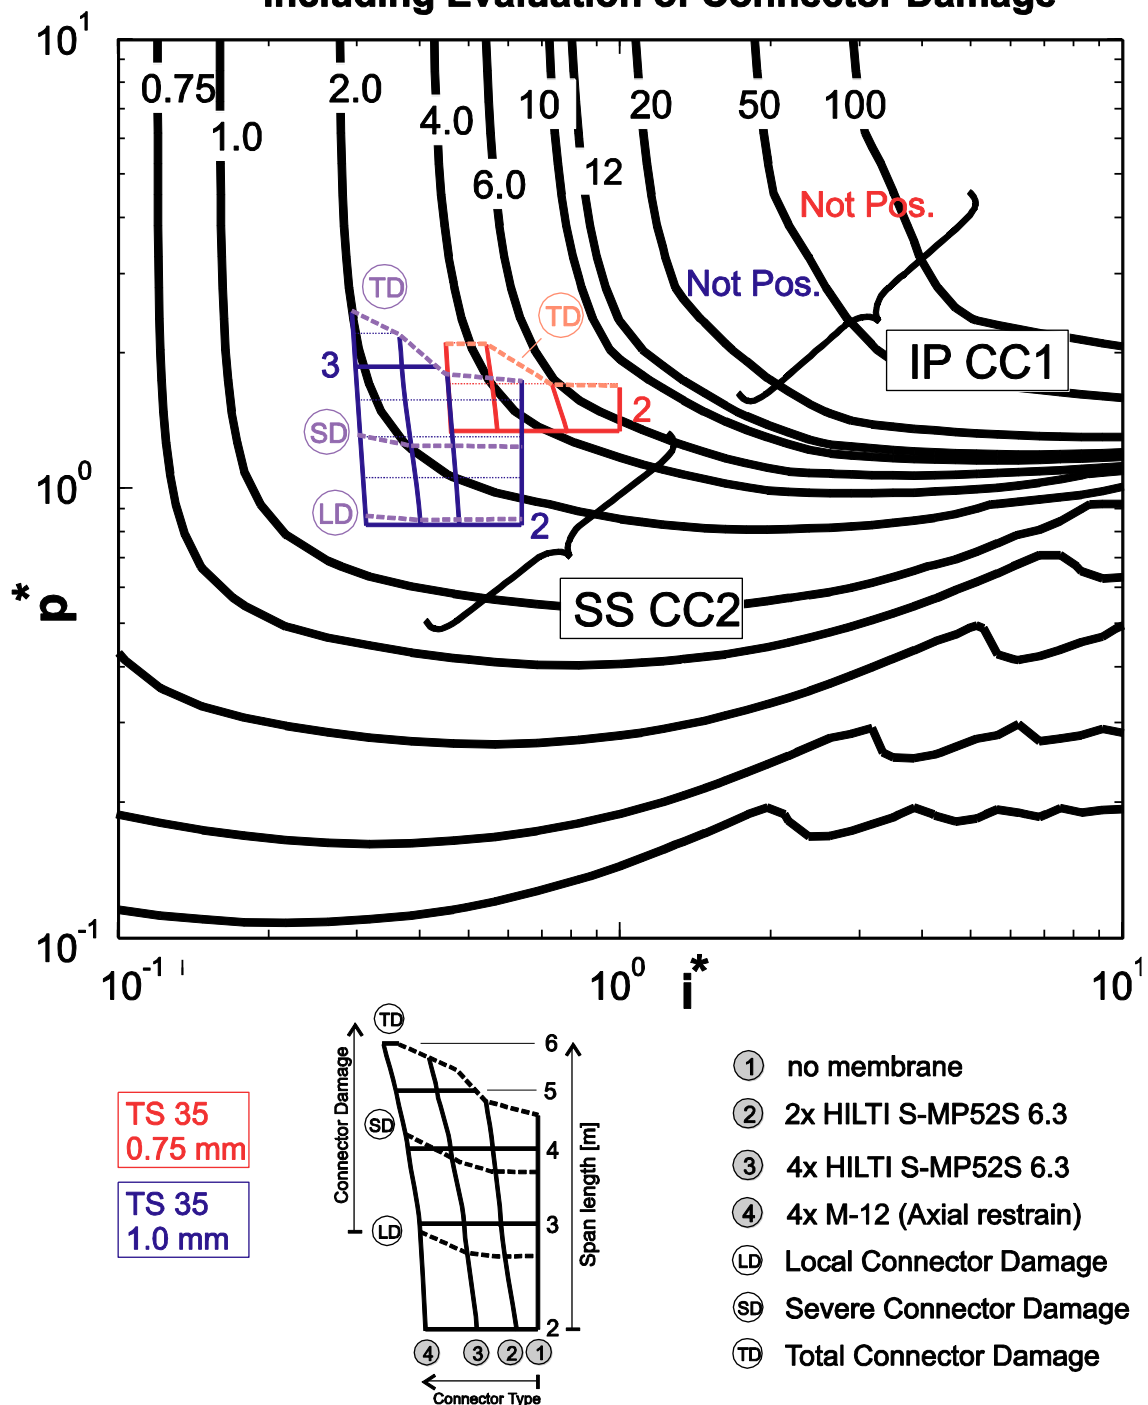 Including Evaluation of Connector Damage
10¹
0.75
2.0
10
20
50
100
1.0
4.0
6.0
12
Not Pos.
Not Pos.
TD
TD
3
IP CC1
2
SD
LD
2
10⁰
SS CC2
p*
10⁻¹
10⁻¹
10⁰
i*
10¹
TD
6
5
SD
4
3
LD
2
Connector Damage
Span length [m]
4 3 2 1
Connector Type
TS 35
0.75 mm
TS 35
1.0 mm
1 no membrane
2 2x HILTI S-MP52S 6.3
3 4x HILTI S-MP52S 6.3
4 4x M-12 (Axial restrain)
LD Local Connector Damage
SD Severe Connector Damage
TD Total Connector Damage